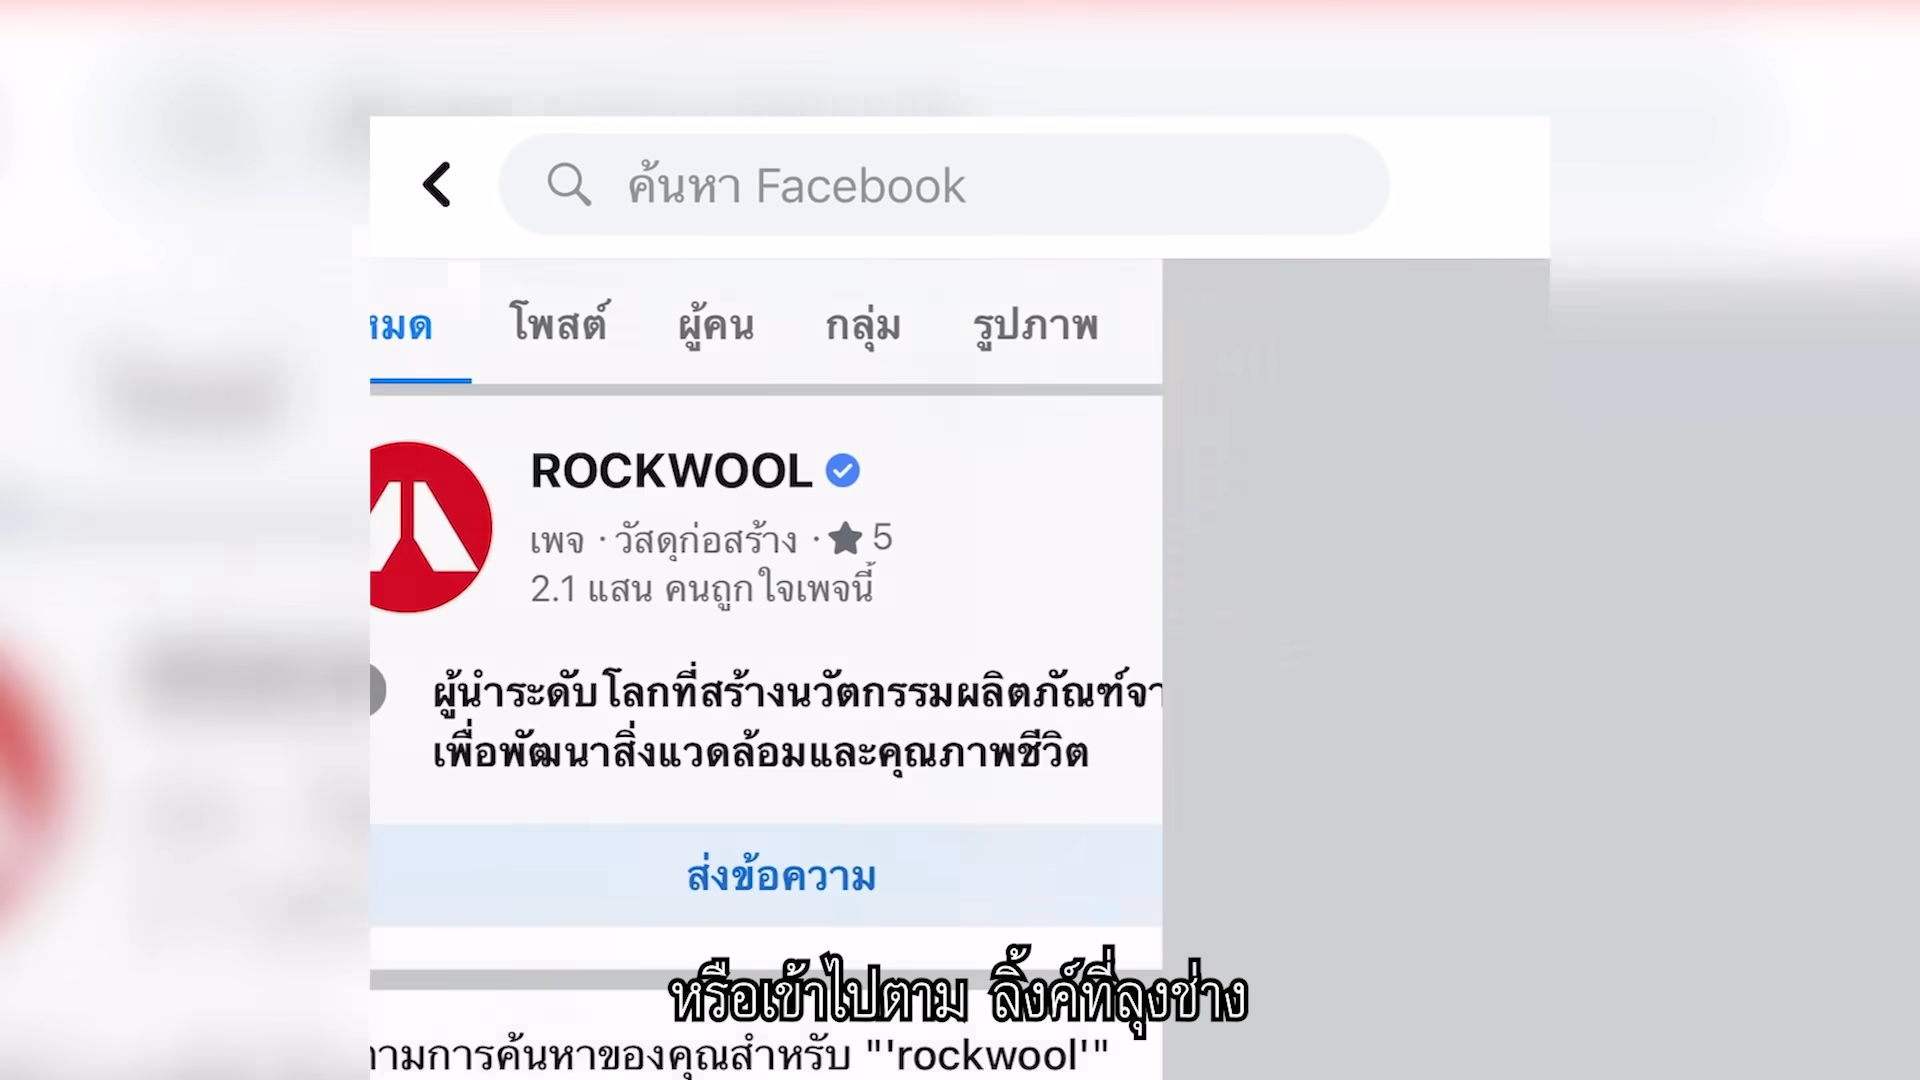 ค้นหา Facebook
โพสต์ ผู้คน กลุ่ม รูปภาพ
ROCKWOOL
เพจ · วัสดุก่อสร้าง · ★ 5
2.1 แสน คนถูกใจเพจนี้
ผู้นำระดับโลกที่สร้างนวัตกรรมผลิตภัณฑ์จา
เพื่อพัฒนาสิ่งแวดล้อมและคุณภาพชีวิต
ส่งข้อความ
หรือเข้าไปตาม ลิ้งค์ที่ลุงช่าง
ตามการค้นหาของคุณสำหรับ "'rockwool'"